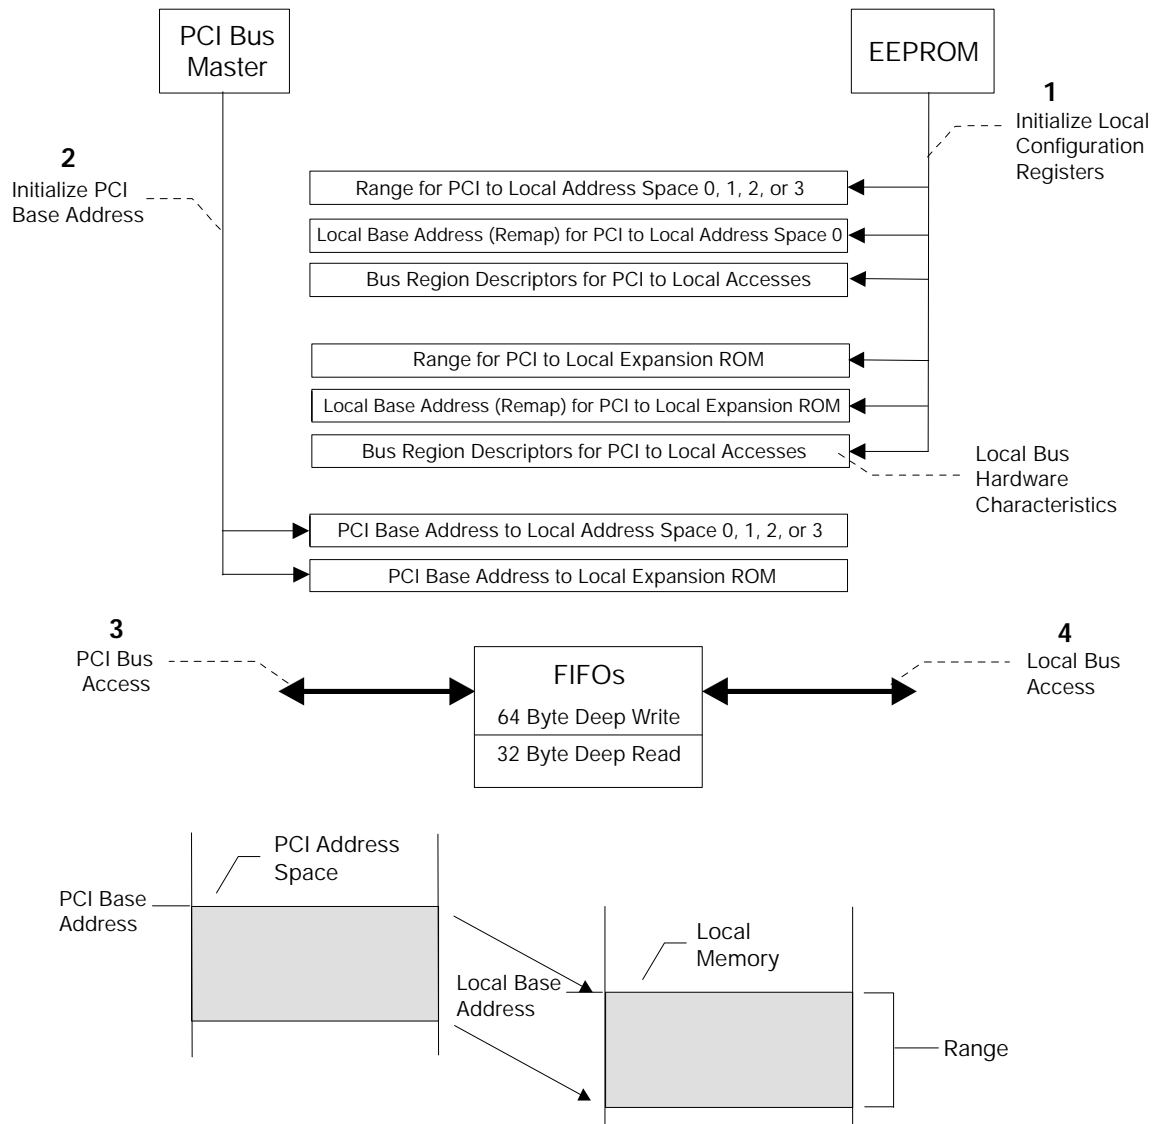 PCI Bus
Master
EEPROM
1
Initialize Local
Configuration
Registers
2
Initialize PCI
Base Address
Range for PCI to Local Address Space 0, 1, 2, or 3
Local Base Address (Remap) for PCI to Local Address Space 0
Bus Region Descriptors for PCI to Local Accesses
Range for PCI to Local Expansion ROM
Local Base Address (Remap) for PCI to Local Expansion ROM
Bus Region Descriptors for PCI to Local Accesses
Local Bus
Hardware
Characteristics
PCI Base Address to Local Address Space 0, 1, 2, or 3
PCI Base Address to Local Expansion ROM
3
PCI Bus
Access
FIFOs
64 Byte Deep Write
32 Byte Deep Read
4
Local Bus
Access
PCI Address
Space
PCI Base
Address
Local
Memory
Local Base
Address
Range